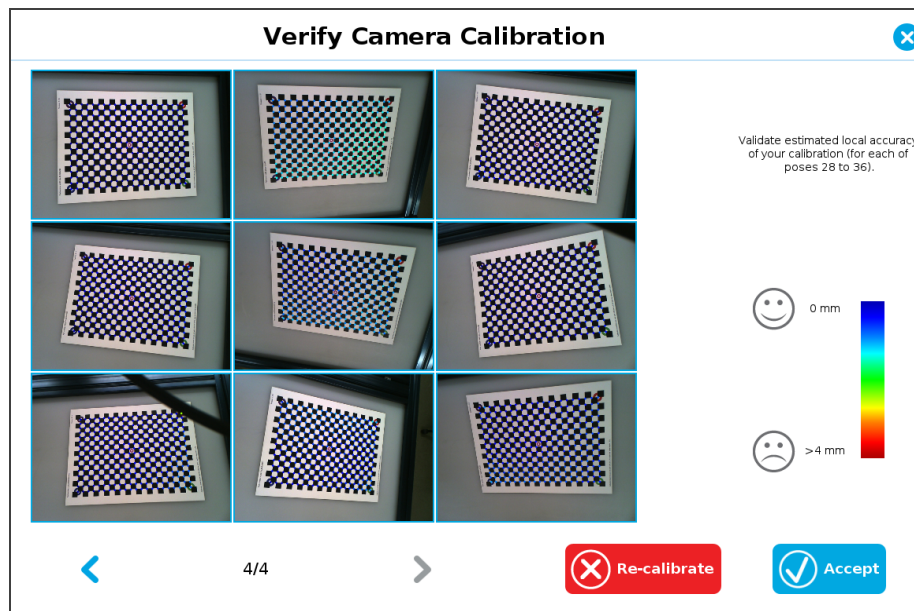 Verify Camera Calibration
Validate estimated local accuracy
of your calibration (for each of
poses 28 to 36).
0 mm
>4 mm
4/4
Re-calibrate
Accept